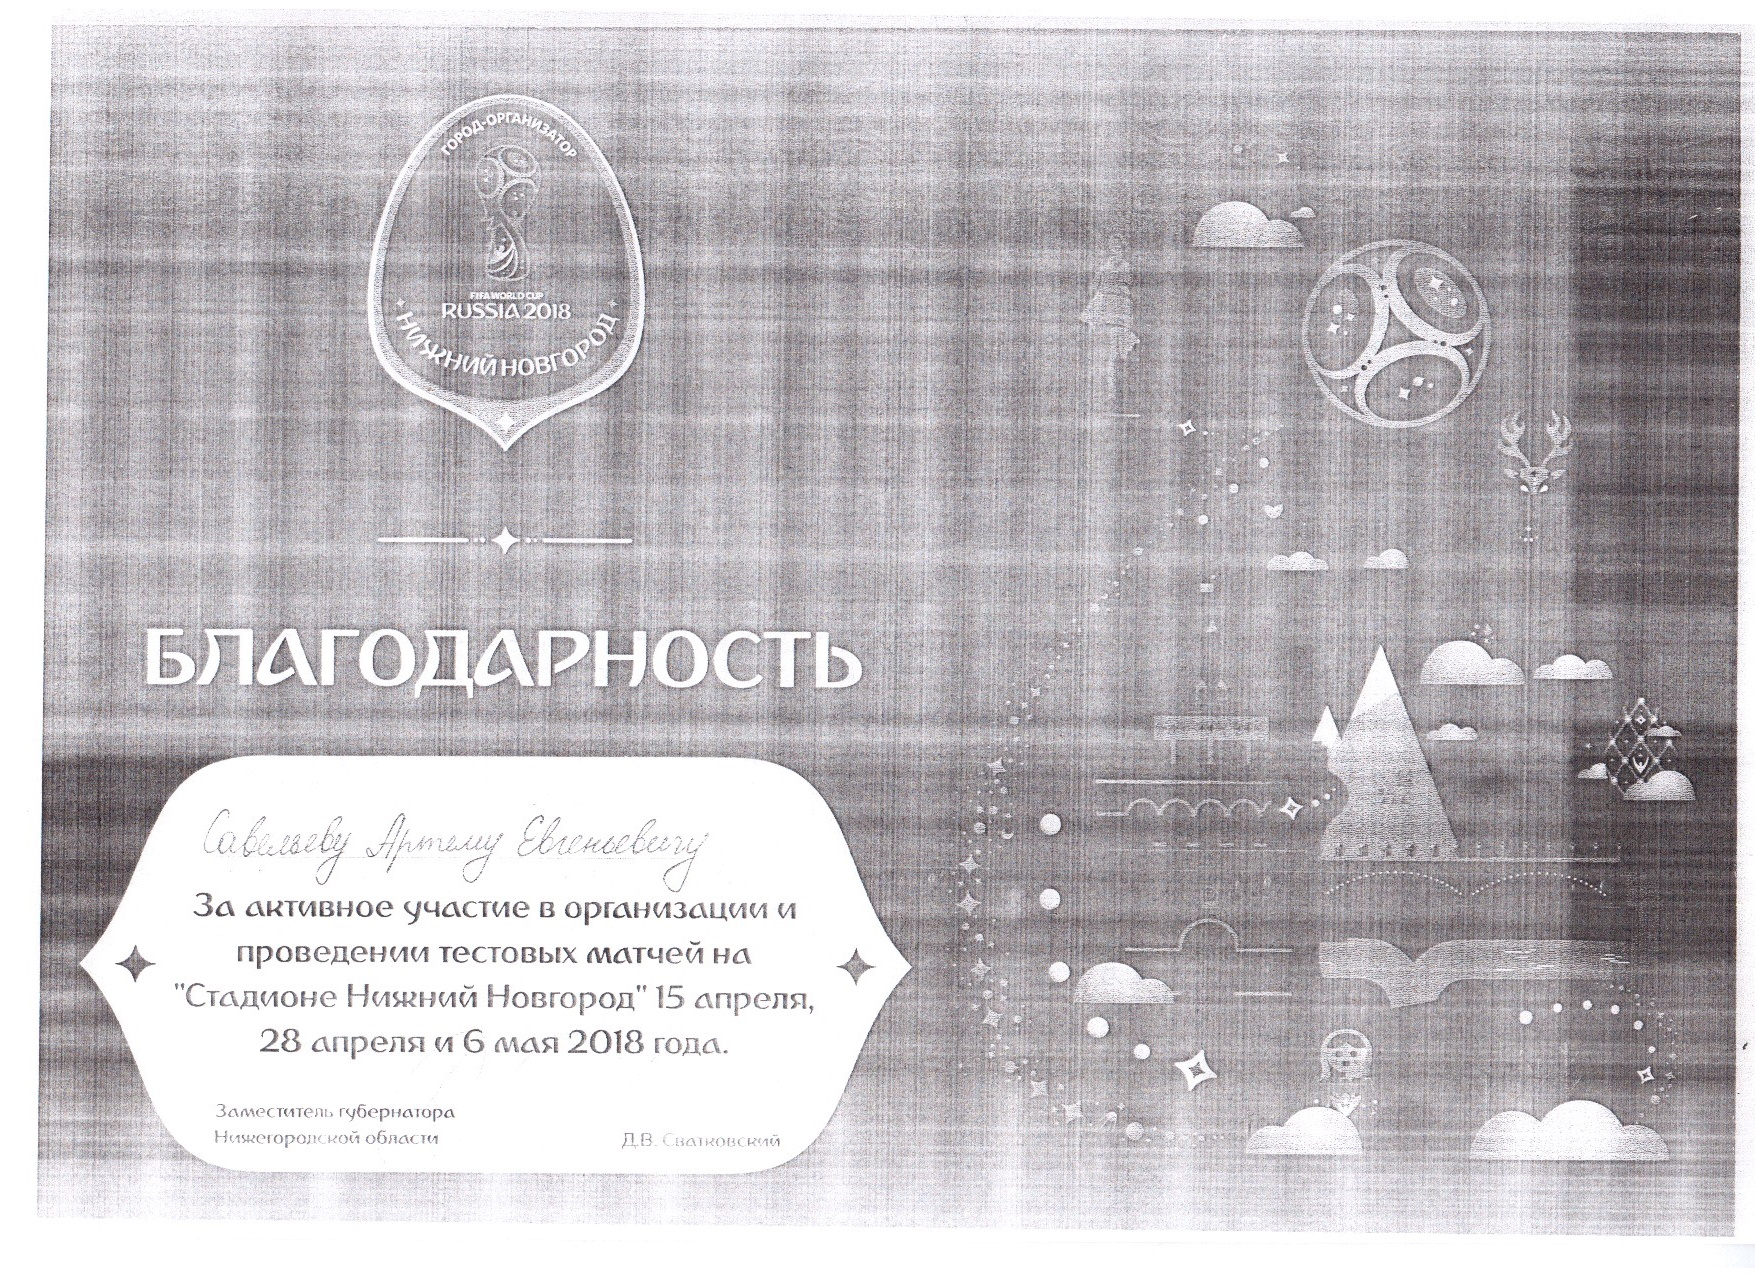 ГОРОД-ОРГАНИЗАТОР
FIFA WORLD CUP
RUSSIA 2018
НИЖНИЙ НОВГОРОД
БЛАГОДАРНОСТЬ
Савельеву Артему Евгеньевичу
За активное участие в организации и
проведении тестовых матчей на
"Стадионе Нижний Новгород" 15 апреля,
28 апреля и 6 мая 2018 года.
Заместитель губернатора
Нижегородской области
Д.В. Сватковский